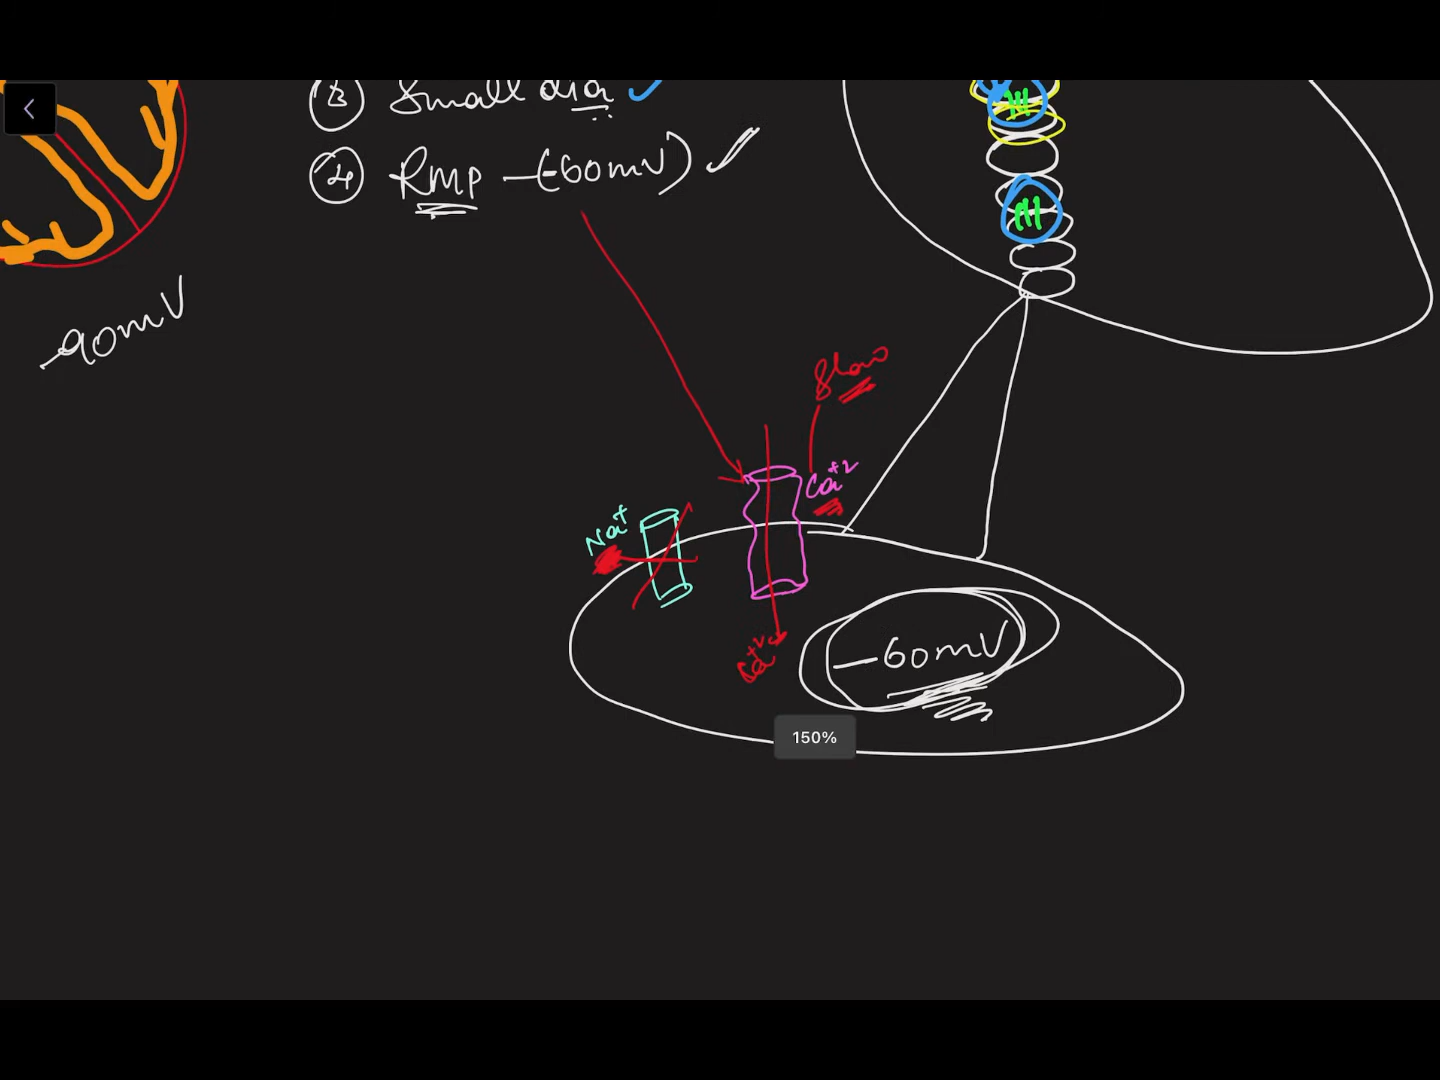 ③ Small dia
④ RMP —(-60mV)
-90mV
Slow
Ca+2
Na+
Ca+2
-60mV
150%